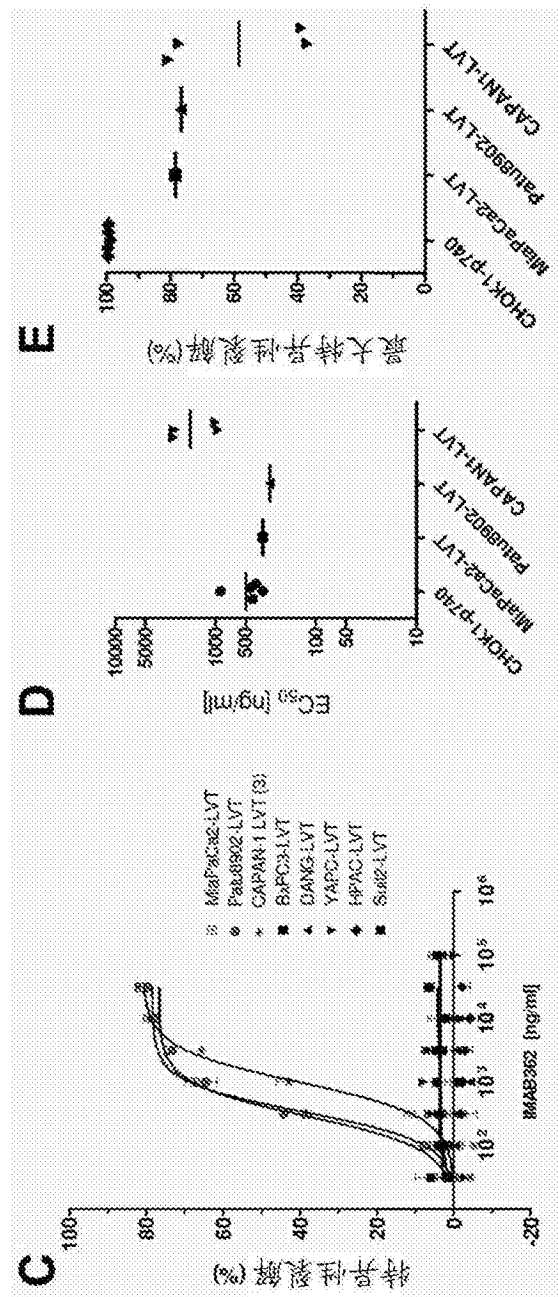 C
特异性裂解(%)
100
80
60
40
20
0
-20
10²
10³
10⁴
10⁵
10⁶
IMAB362 [ng/ml]
MiaPaCa2-LVT
Patu8902-LVT
CAPAN-1 LVT (3)
BxPC3-LVT
DANG-LVT
YAPC-LVT
HPAC-LVT
Suit2-LVT
D
EC₅₀ [ng/ml]
10000
5000
1000
500
100
50
10
CHOK1-p740
MiaPaCa2-LVT
Patu8902-LVT
CAPAN1-LVT
E
最大特异性裂解(%)
100
80
60
40
20
0
CHOK1-p740
MiaPaCa2-LVT
Patu8902-LVT
CAPAN1-LVT